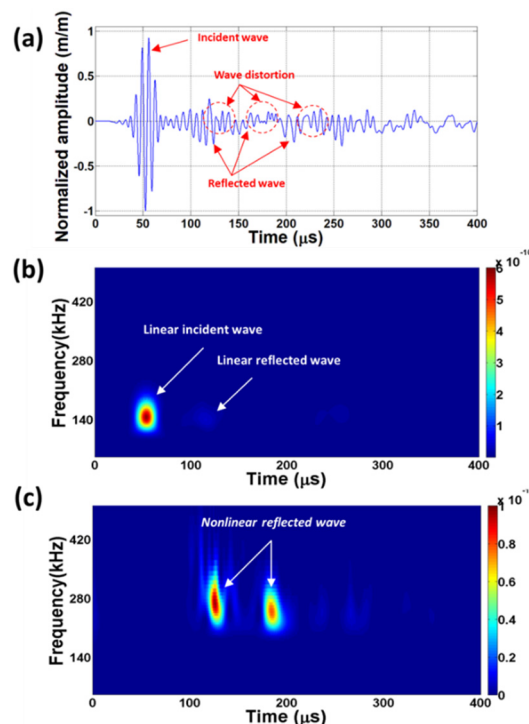 (a)
Normalized amplitude (m/m)
1
0.5
0
-0.5
-1
Incident wave
Wave distortion
Reflected wave
0 50 100 150 200 250 300 350 400
Time (μs)
(b)
Frequency(kHz)
500
280
140
Linear incident wave
Linear reflected wave
0 100 200 300 400
Time (μs)
6
5
4
3
2
1
(c)
Frequency(kHz)
420
280
140
Nonlinear reflected wave
0 100 200 300 400
Time (μs)
1
0.8
0.6
0.4
0.2
0